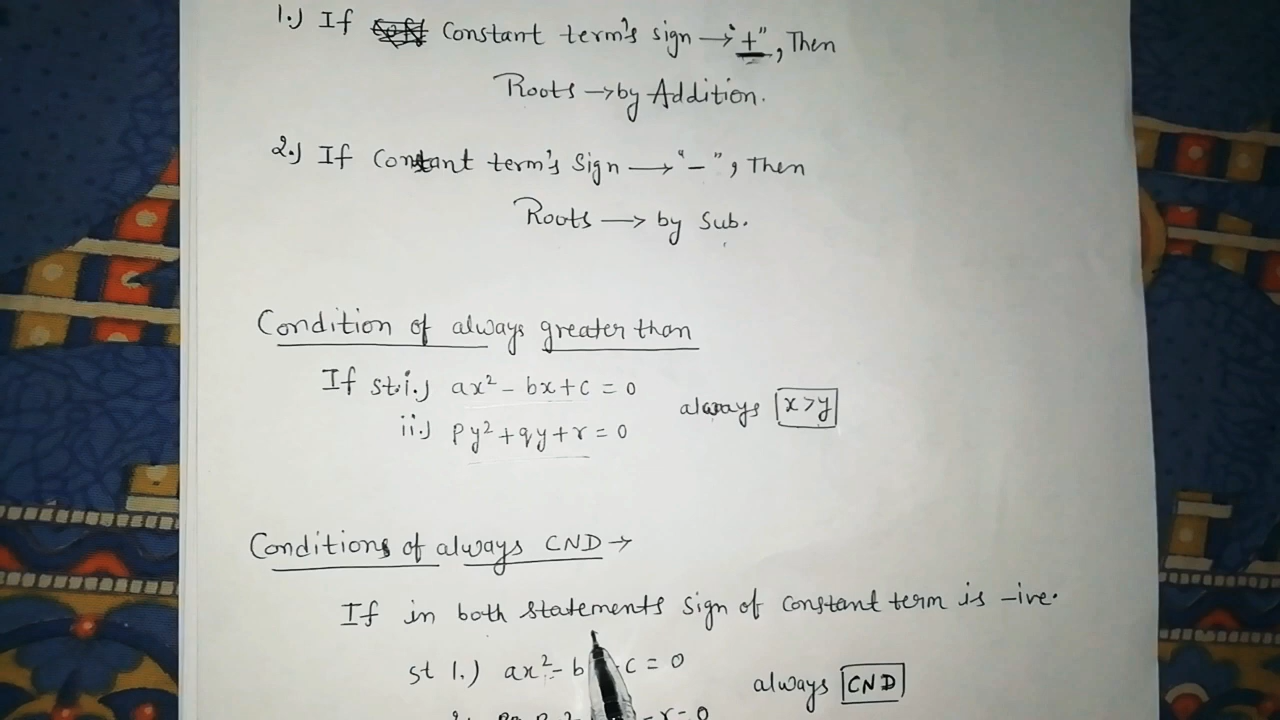 1.) If Constant term's sign → "+", Then
Roots → by Addition.
2.) If Constant term's Sign → "-", Then
Roots → by Sub.
Condition of always greater than
If st.i.) ax² - bx + c = 0
always x>y
ii.) py² + qy + r = 0
Conditions of always CND →
If in both statements sign of constant term is -ive.
st 1.) ax² - b c = 0
always CND
- r = 0